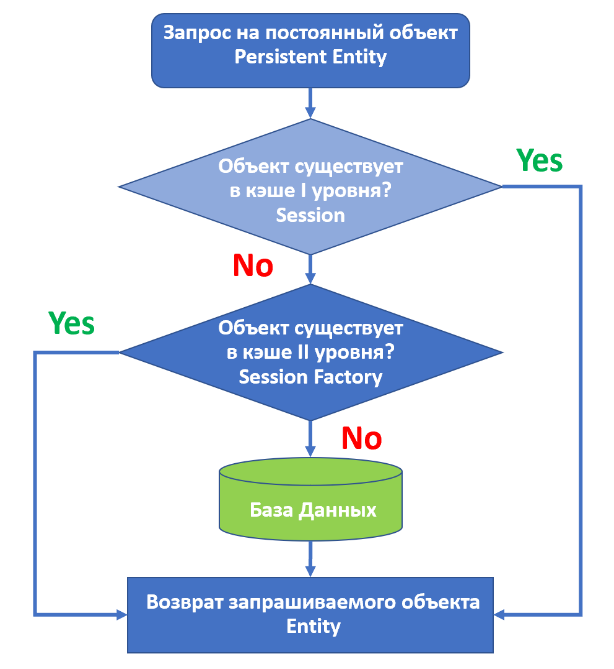 Запрос на постоянный объект
Persistent Entity
Объект существует
в кэше I уровня?
Session
Yes
No
Объект существует
в кэше II уровня?
Session Factory
Yes
No
База Данных
Возврат запрашиваемого объекта
Entity